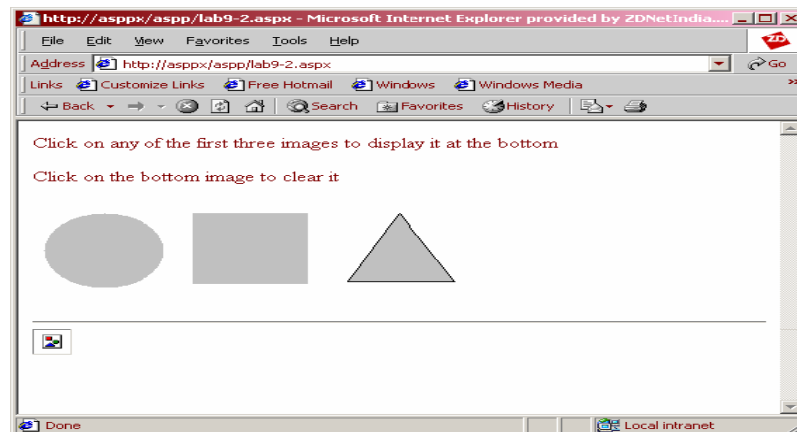 http://asppx/aspp/lab9-2.aspx - Microsoft Internet Explorer provided by ZDNetIndia....
File Edit View Favorites Tools Help
ZD
Address http://asppx/aspp/lab9-2.aspx Go
Links Customize Links Free Hotmail Windows Windows Media »
Back Search Favorites History
Click on any of the first three images to display it at the bottom
Click on the bottom image to clear it
Done Local intranet